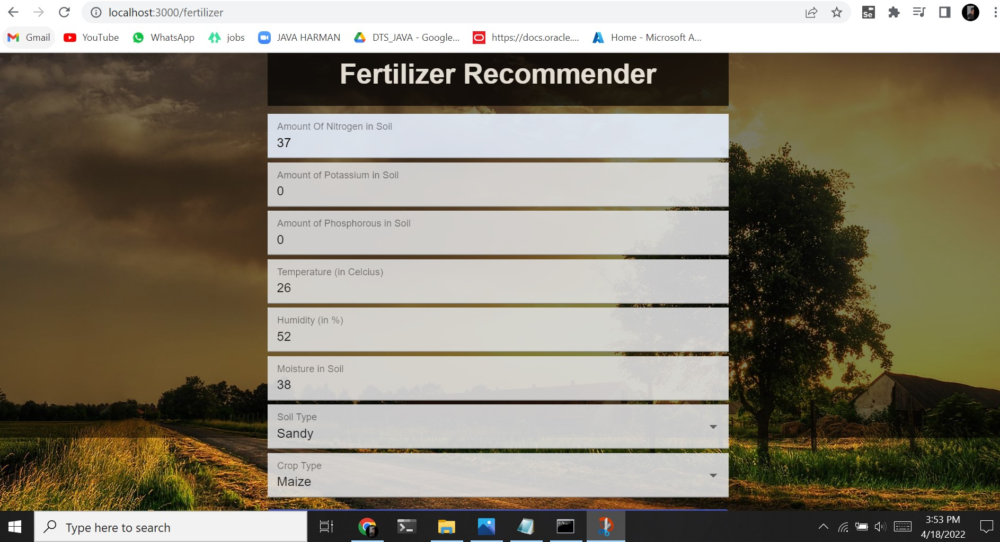 localhost:3000/fertilizer
Se
Gmail YouTube WhatsApp jobs JAVA HARMAN DTS_JAVA - Google... https://docs.oracle.... Home - Microsoft A...
Fertilizer Recommender
Amount Of Nitrogen in Soil
37
Amount of Potassium in Soil
0
Amount of Phosphorous in Soil
0
Temperature (in Celcius)
26
Humidity (in %)
52
Moisture in Soil
38
Soil Type
Sandy
Crop Type
Maize
Type here to search
3:53 PM
4/18/2022